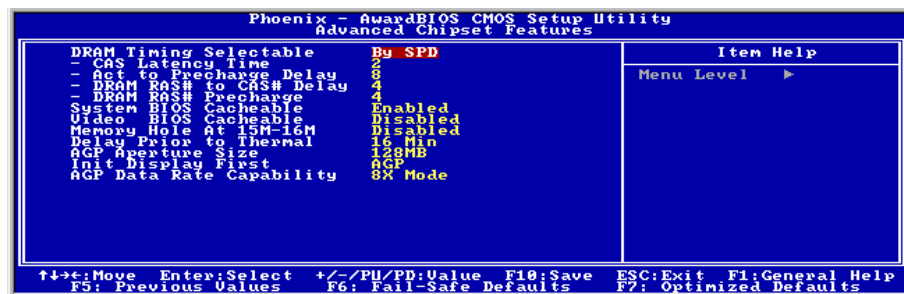 Phoenix - AwardBIOS CMOS Setup Utility
Advanced Chipset Features
DRAM Timing Selectable By SPD
- CAS Latency Time 2
- Act to Precharge Delay 8
- DRAM RAS# to CAS# Delay 4
- DRAM RAS# Precharge 4
System BIOS Cacheable Enabled
Video BIOS Cacheable Disabled
Memory Hole At 15M-16M Disabled
Delay Prior to Thermal 16 Min
AGP Aperture Size 128MB
Init Display First AGP
AGP Data Rate Capability 8X Mode
Item Help
Menu Level ►
↑↓→←:Move Enter:Select +/-/PU/PD:Value F10:Save ESC:Exit F1:General Help
F5: Previous Values F6: Fail-Safe Defaults F7: Optimized Defaults